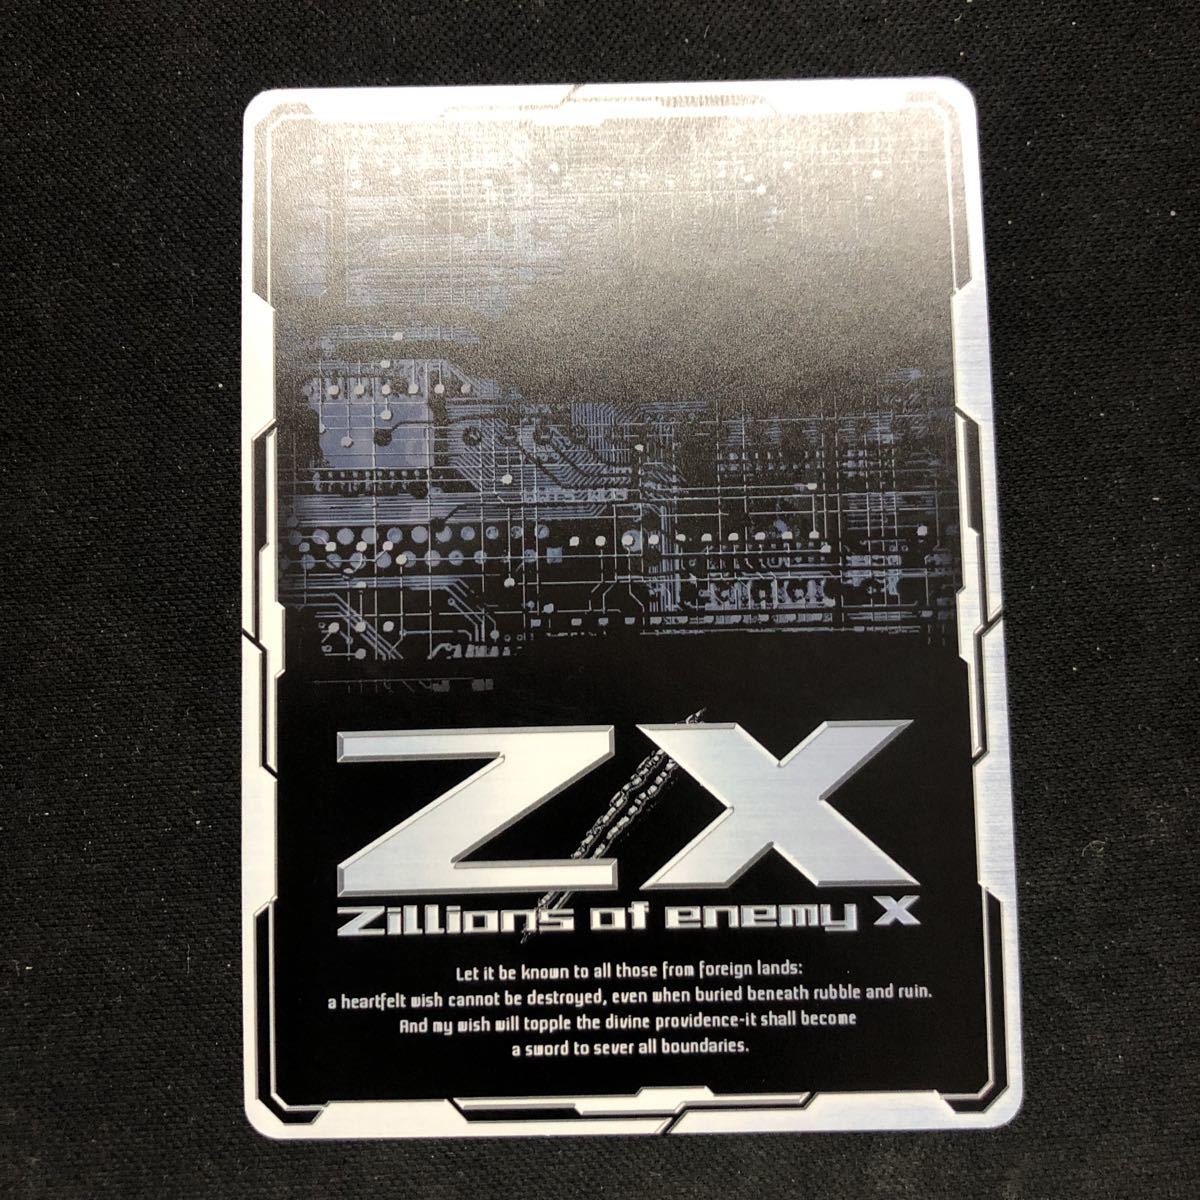 ZX
Zillions of enemy X
Let it be known to all those from foreign lands:
a heartfelt wish cannot be destroyed, even when buried beneath rubble and ruin.
And my wish will topple the divine providence-it shall become
a sword to sever all boundaries.